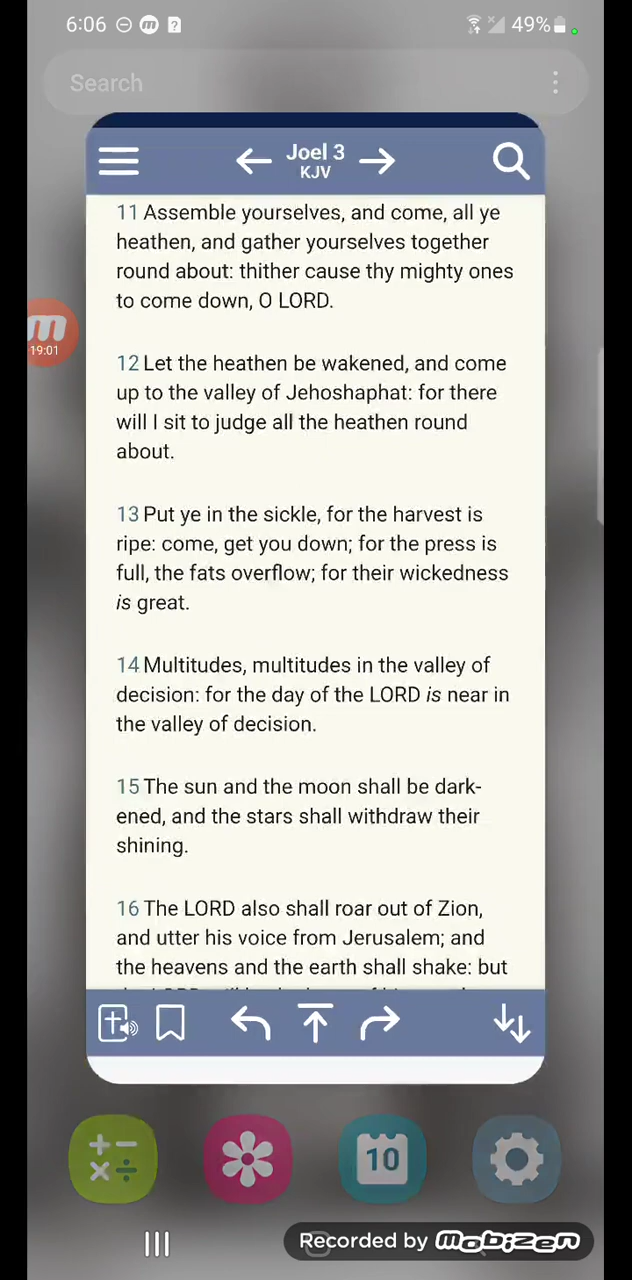 6:06
49%
Search
Joel 3
KJV
11 Assemble yourselves, and come, all ye
heathen, and gather yourselves together
round about: thither cause thy mighty ones
to come down, O LORD.
19:01
12 Let the heathen be wakened, and come
up to the valley of Jehoshaphat: for there
will I sit to judge all the heathen round
about.
13 Put ye in the sickle, for the harvest is
ripe: come, get you down; for the press is
full, the fats overflow; for their wickedness
is great.
14 Multitudes, multitudes in the valley of
decision: for the day of the LORD is near in
the valley of decision.
15 The sun and the moon shall be dark-
ened, and the stars shall withdraw their
shining.
16 The LORD also shall roar out of Zion,
and utter his voice from Jerusalem; and
the heavens and the earth shall shake: but
10
Recorded by mobizen